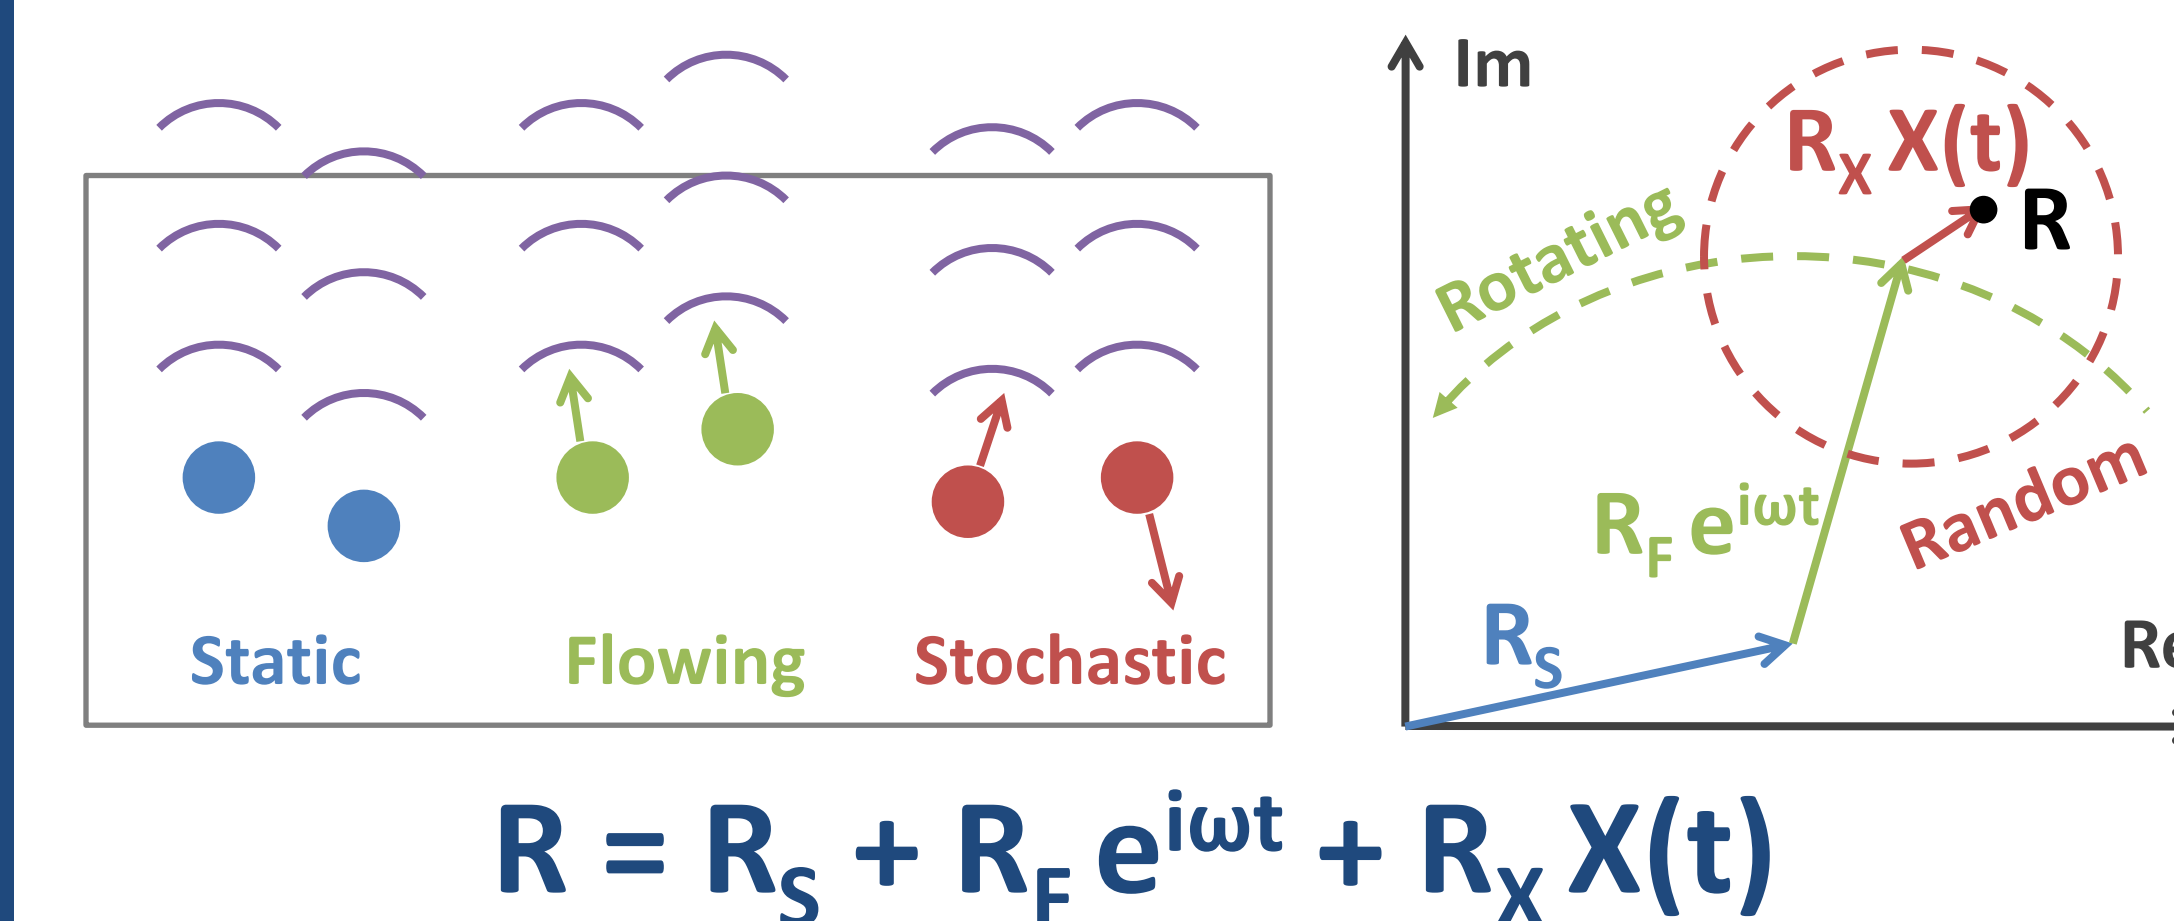 Static
Flowing
Stochastic
Im
R_X X(t)
R
Rotating
R_F e^{iωt}
Random
R_S
R = R_S + R_F e^{iωt} + R_X X(t)